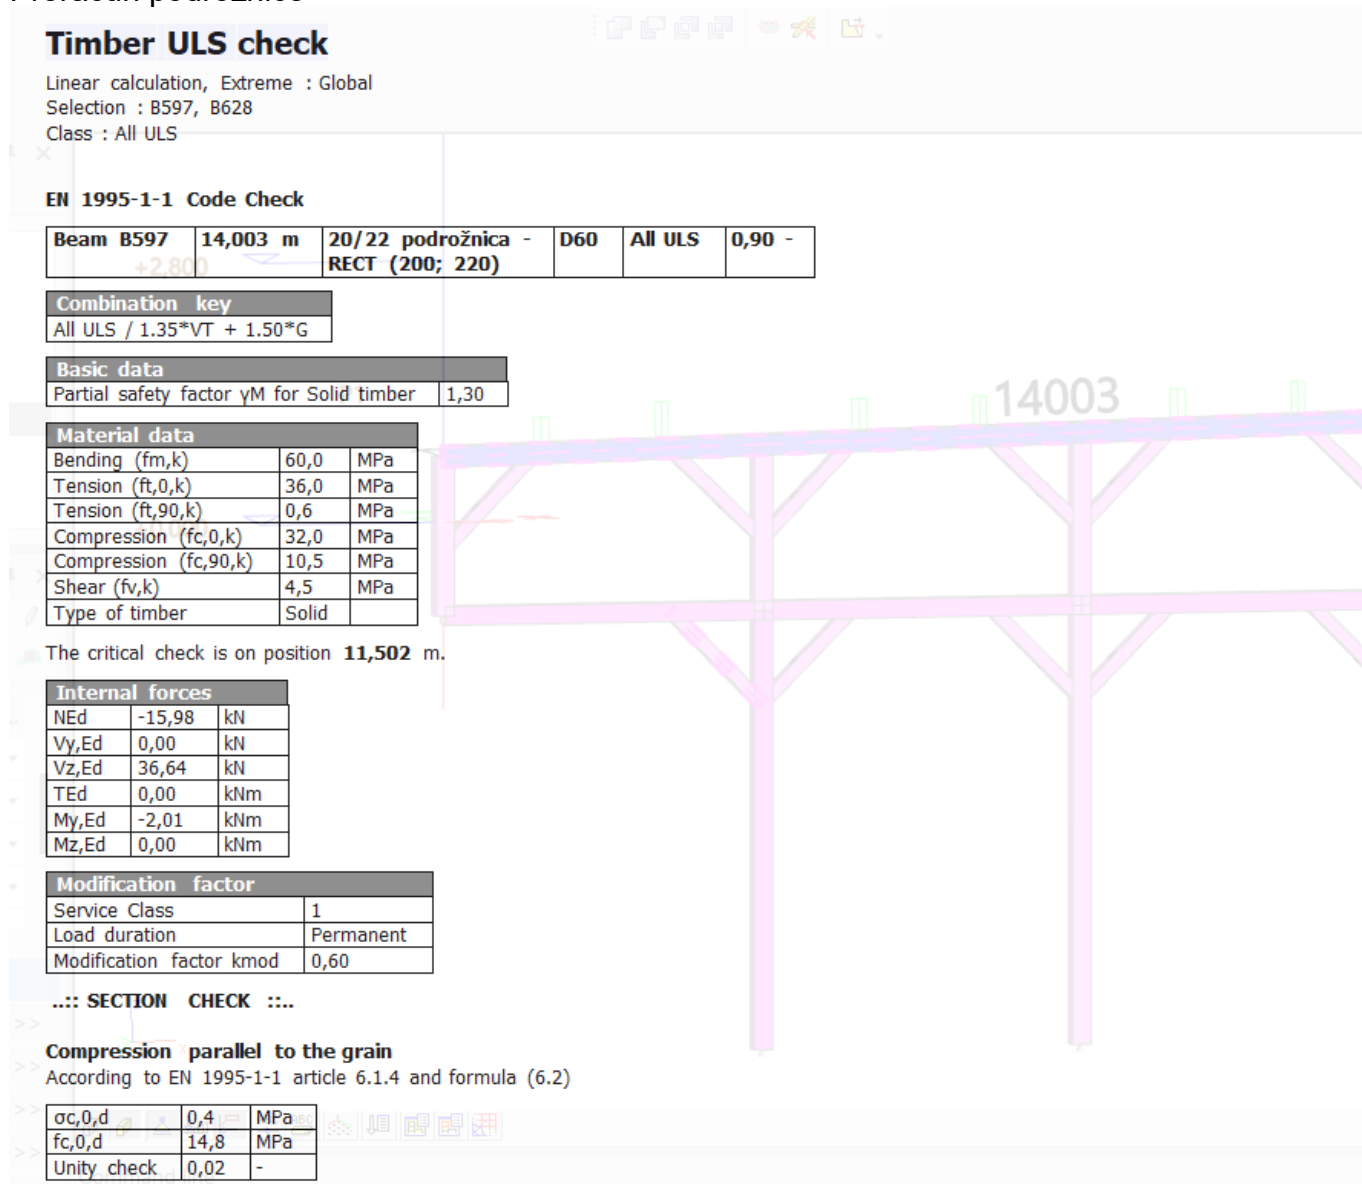 Preračun podrožnice
Timber ULS check
Linear calculation, Extreme : Global
Selection : B597, B628
Class : All ULS
EN 1995-1-1 Code Check
Beam B597 14,003 m 20/22 podrožnica - D60 All ULS 0,90 -
RECT (200; 220)
+2,800
Combination key
All ULS / 1.35*VT + 1.50*G
Basic data
Partial safety factor γM for Solid timber 1,30
14003
Material data
Bending (fm,k) 60,0 MPa
Tension (ft,0,k) 36,0 MPa
Tension (ft,90,k) 0,6 MPa
Compression (fc,0,k) 32,0 MPa
Compression (fc,90,k) 10,5 MPa
Shear (fv,k) 4,5 MPa
Type of timber Solid
The critical check is on position 11,502 m.
Internal forces
NEd -15,98 kN
Vy,Ed 0,00 kN
Vz,Ed 36,64 kN
TEd 0,00 kNm
My,Ed -2,01 kNm
Mz,Ed 0,00 kNm
Modification factor
Service Class 1
Load duration Permanent
Modification factor kmod 0,60
..:: SECTION CHECK ::..
Compression parallel to the grain
According to EN 1995-1-1 article 6.1.4 and formula (6.2)
σc,0,d 0,4 MPa
fc,0,d 14,8 MPa
Unity check 0,02 -
Command line